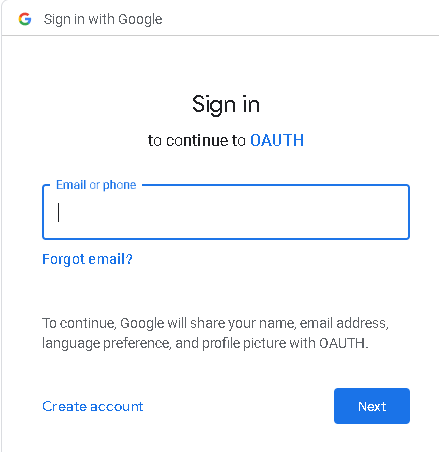 Sign in with Google
Sign in
to continue to OAUTH
Email or phone
Forgot email?
To continue, Google will share your name, email address,
language preference, and profile picture with OAUTH.
Create account
Next